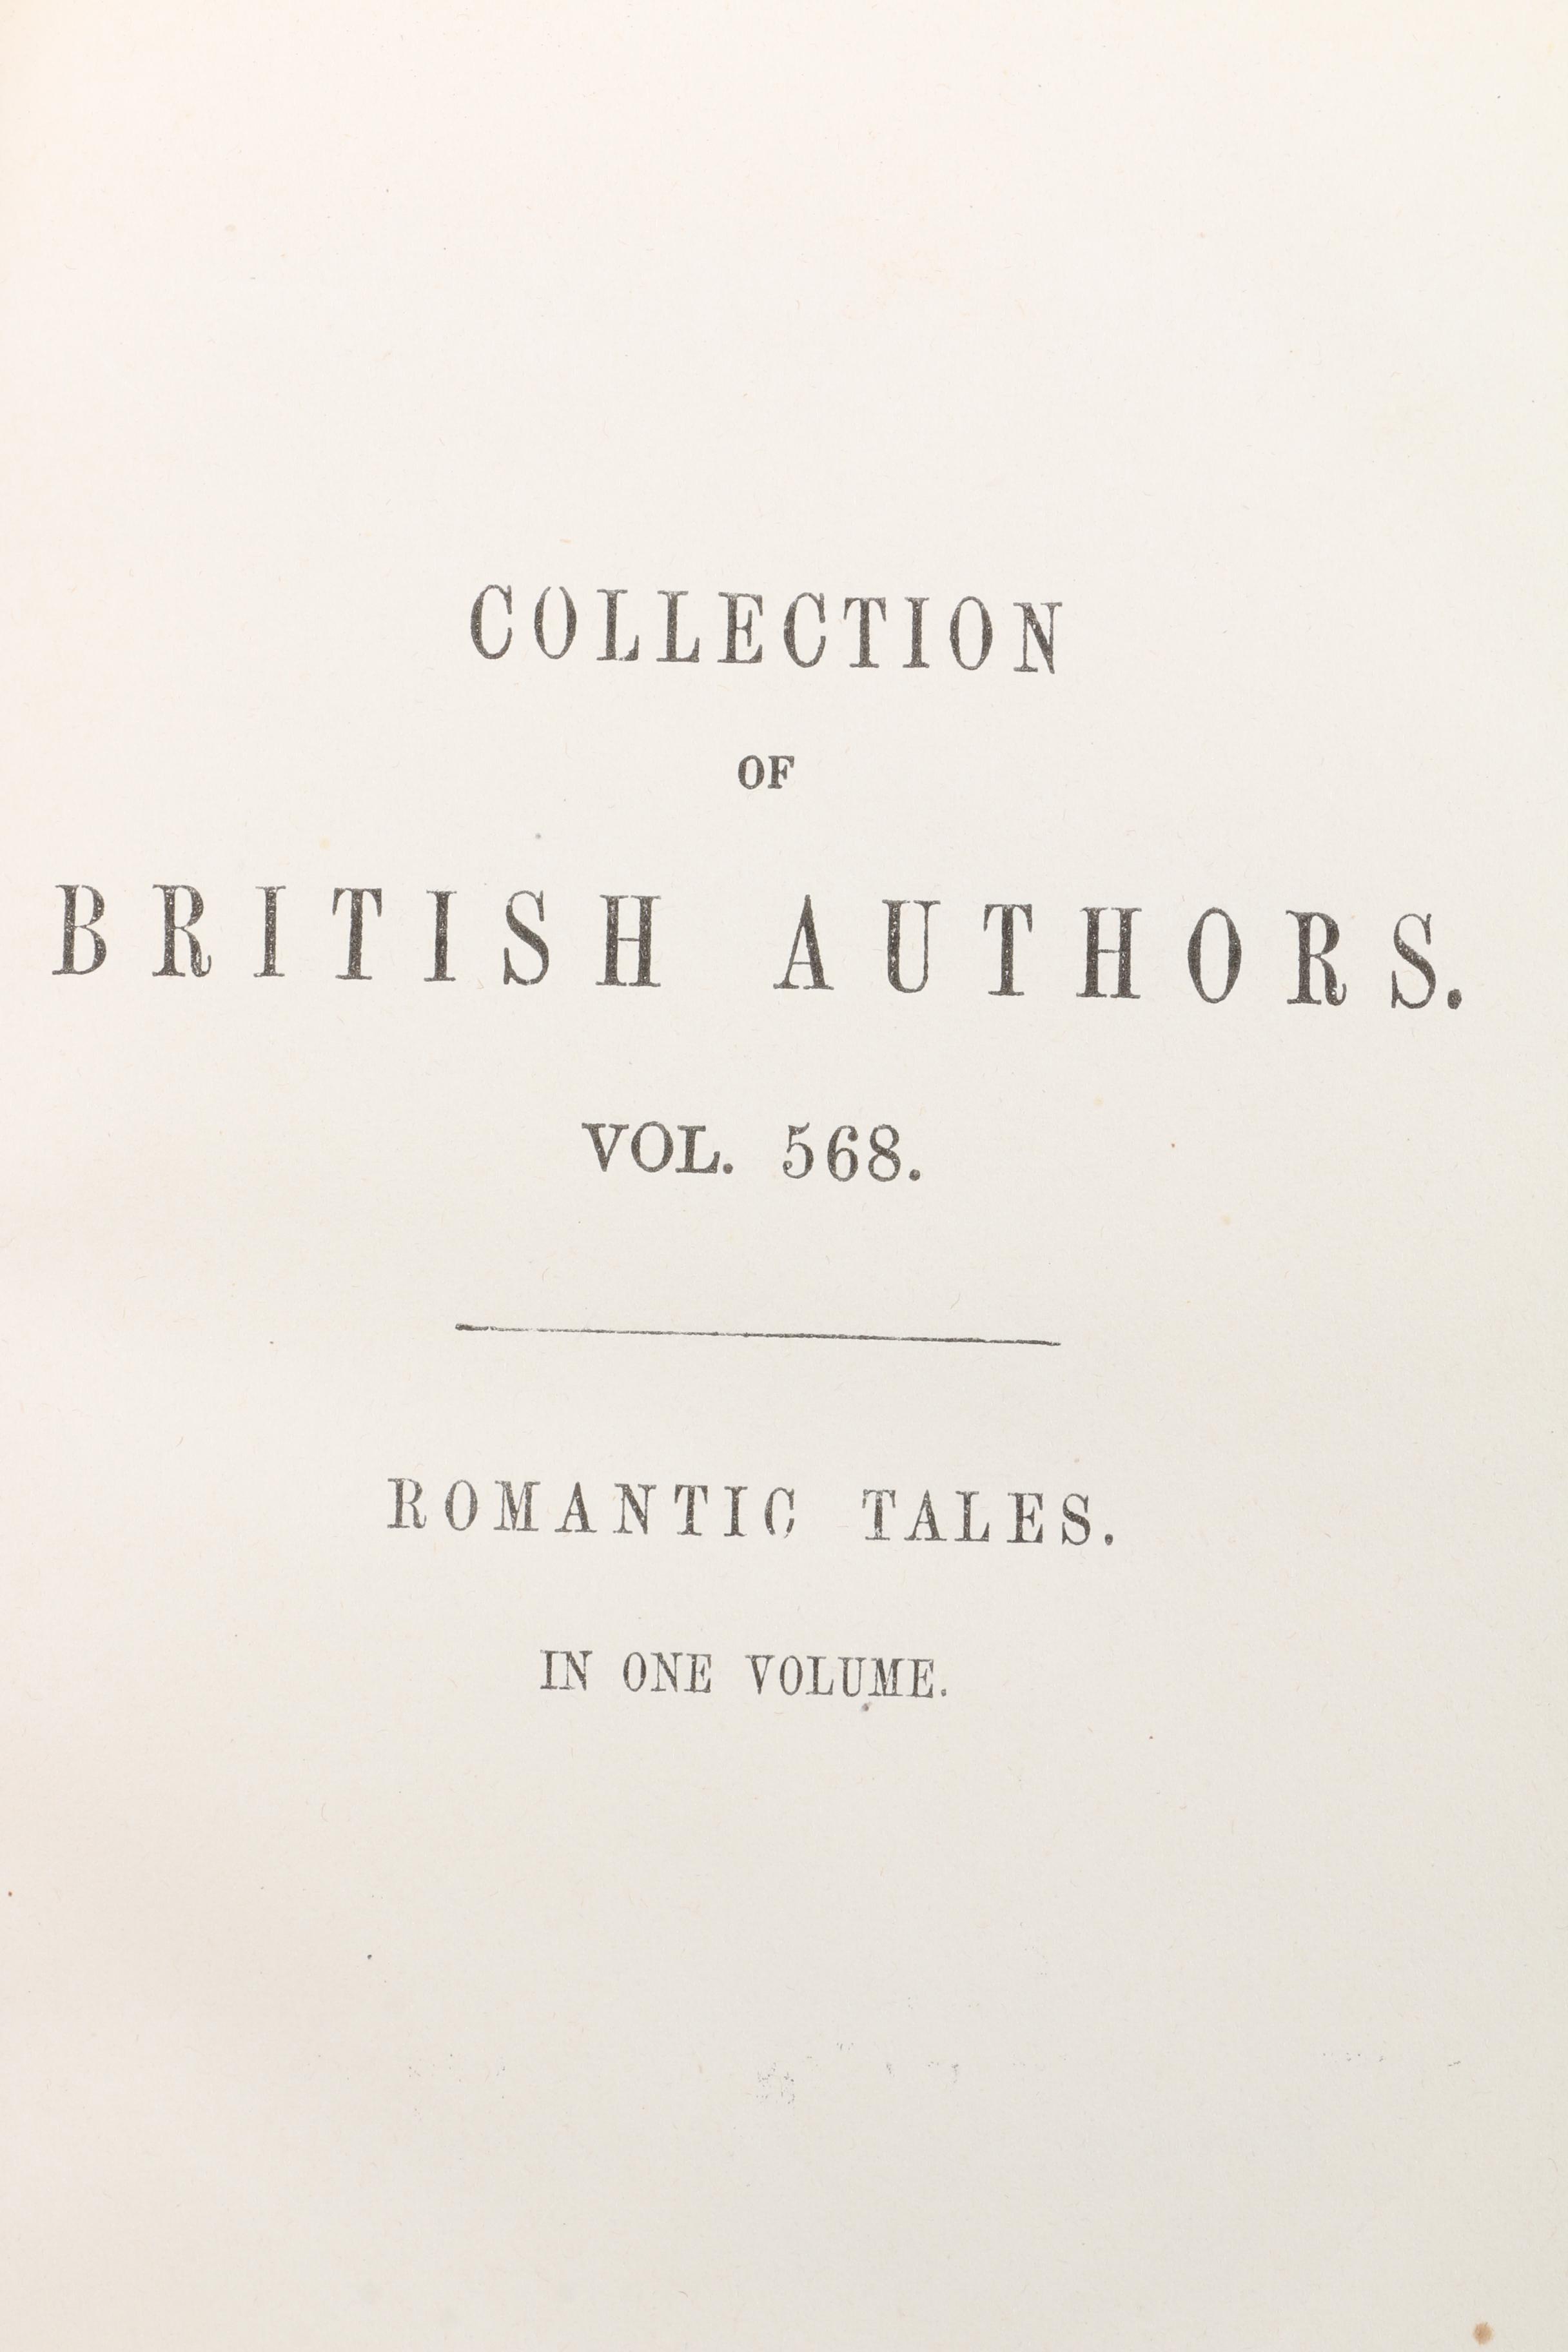 COLLECTION
OF
BRITISH AUTHORS.
VOL. 568.
ROMANTIC TALES.
IN ONE VOLUME.